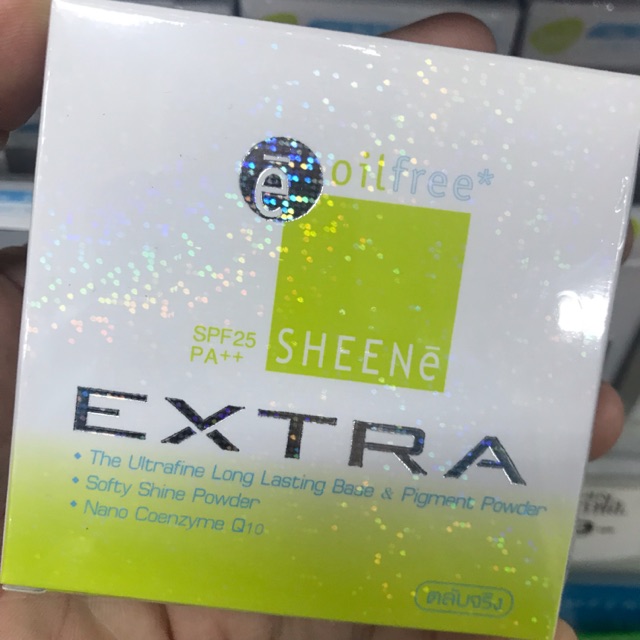 ē oilfree*
SPF25
PA++
SHEENē
EXTRA
• The Ultrafine Long Lasting Base & Pigment Powder
• Softy Shine Powder
• Nano Coenzyme Q10
ตลับจริง